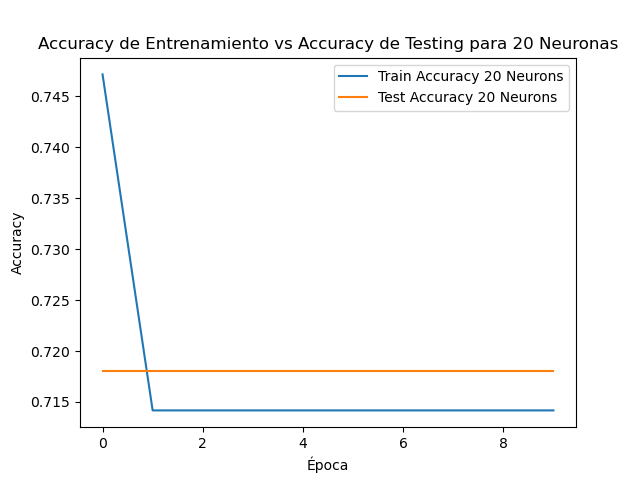 Accuracy de Entrenamiento vs Accuracy de Testing para 20 Neuronas
Train Accuracy 20 Neurons
Test Accuracy 20 Neurons
Accuracy
0.745
0.740
0.735
0.730
0.725
0.720
0.715
0 2 4 6 8
Época